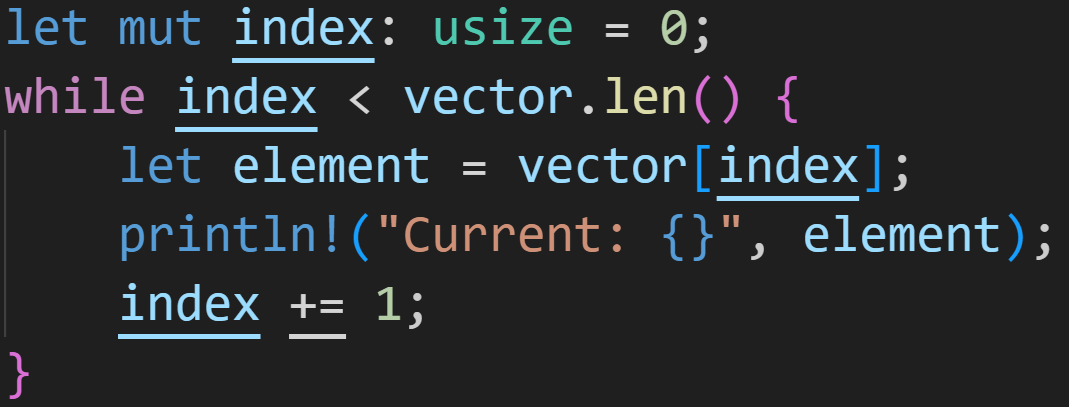 let mut index: usize = 0;
while index < vector.len() {
    let element = vector[index];
    println!("Current: {}", element);
    index += 1;
}